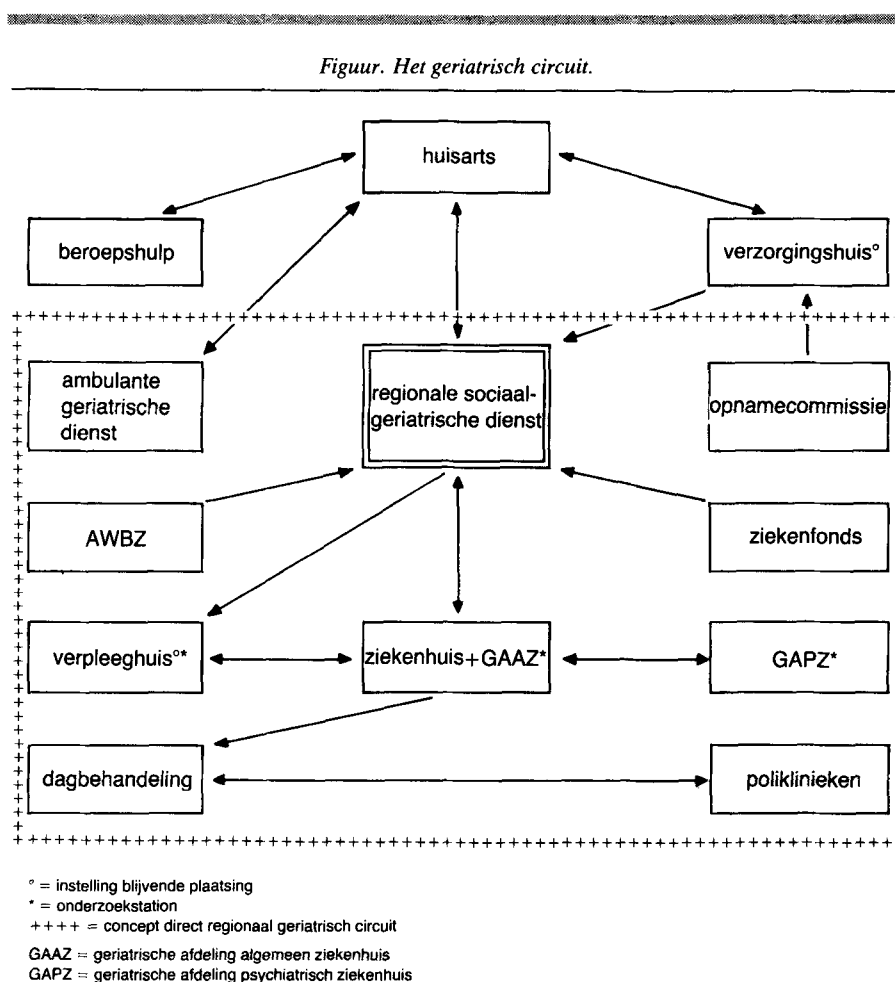 Figuur. Het geriatrisch circuit.
huisarts
beroepshulp
verzorgingshuis°
ambulante
geriatrische
dienst
regionale sociaal-
geriatrische dienst
opnamecommissie
AWBZ
ziekenfonds
verpleeghuis°*
ziekenhuis+GAAZ*
GAPZ*
dagbehandeling
poliklinieken
° = instelling blijvende plaatsing
* = onderzoekstation
++++ = concept direct regionaal geriatrisch circuit
GAAZ = geriatrische afdeling algemeen ziekenhuis
GAPZ = geriatrische afdeling psychiatrisch ziekenhuis